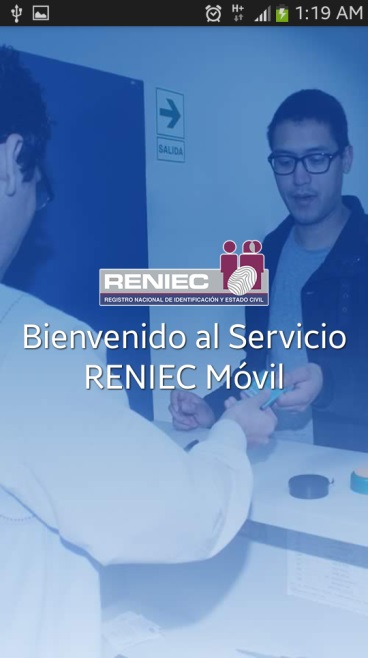 1:19 AM
H+
SALIDA
RENIEC
REGISTRO NACIONAL DE IDENTIFICACIÓN Y ESTADO CIVIL
Bienvenido al Servicio
RENIEC Móvil